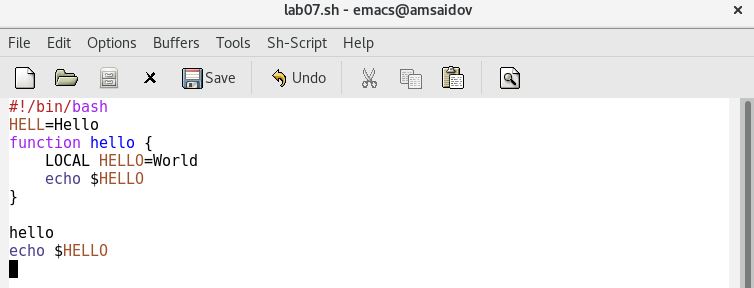 lab07.sh - emacs@amsaidov
File Edit Options Buffers Tools Sh-Script Help
Save Undo
#!/bin/bash
HELL=Hello
function hello {
    LOCAL HELLO=World
    echo $HELLO
}
hello
echo $HELLO